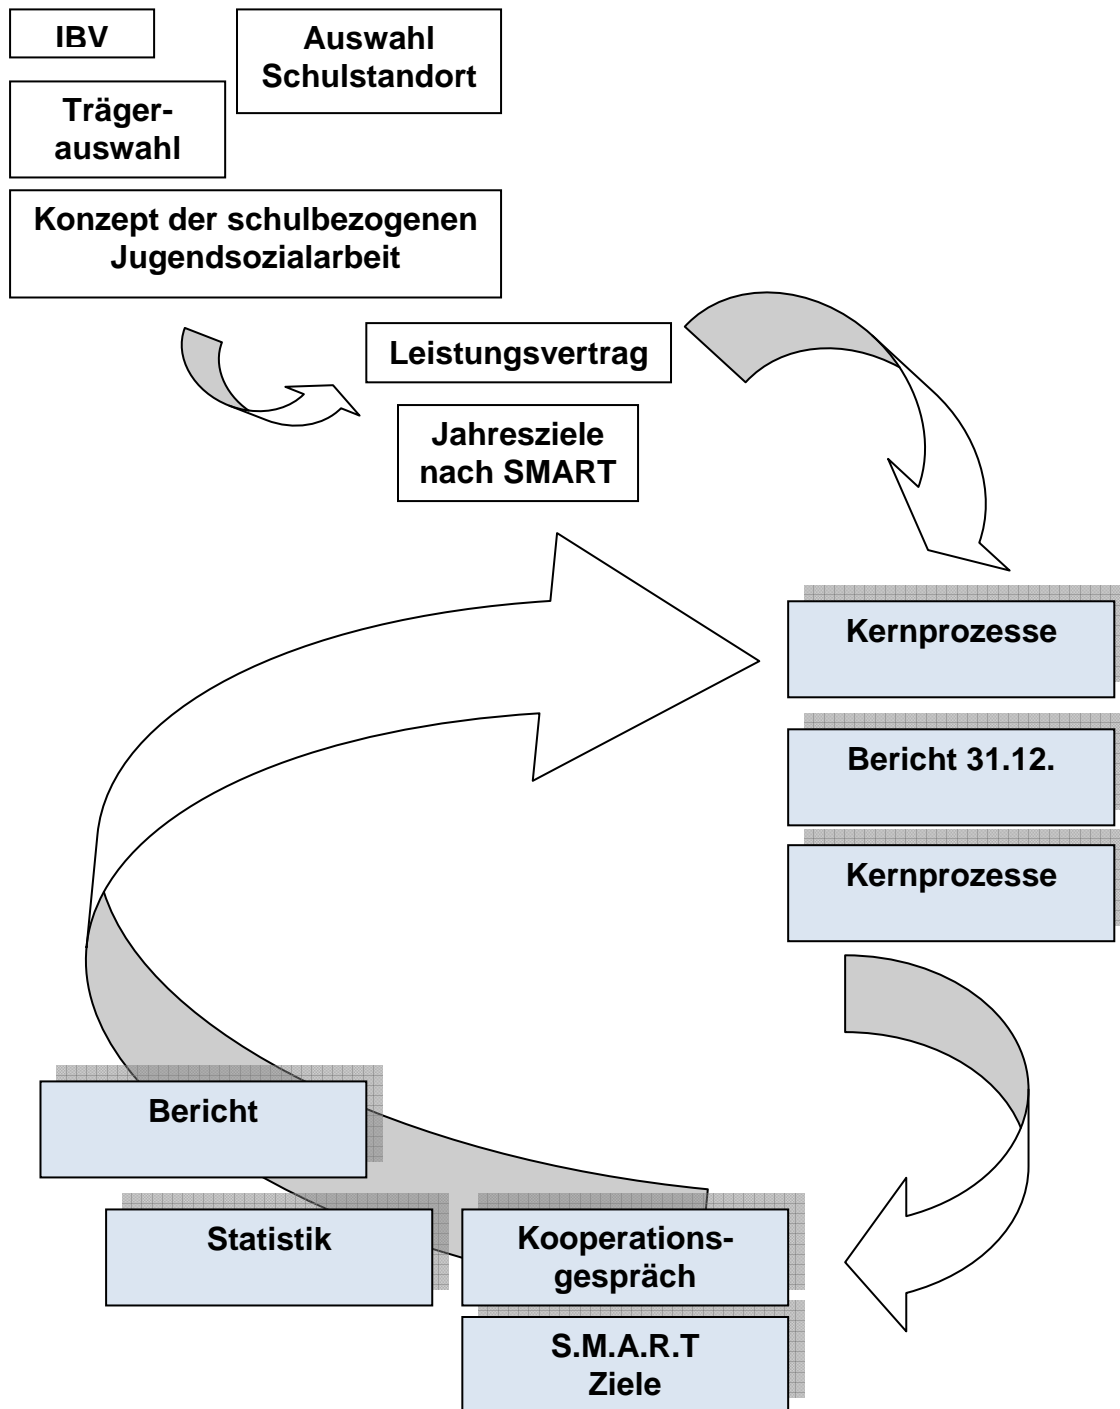 IBV
Auswahl
Schulstandort
Träger-
auswahl
Konzept der schulbezogenen
Jugendsozialarbeit
Leistungsvertrag
Jahresziele
nach SMART
Kernprozesse
Bericht 31.12.
Kernprozesse
Bericht
Statistik
Kooperations-
gespräch
S.M.A.R.T
Ziele